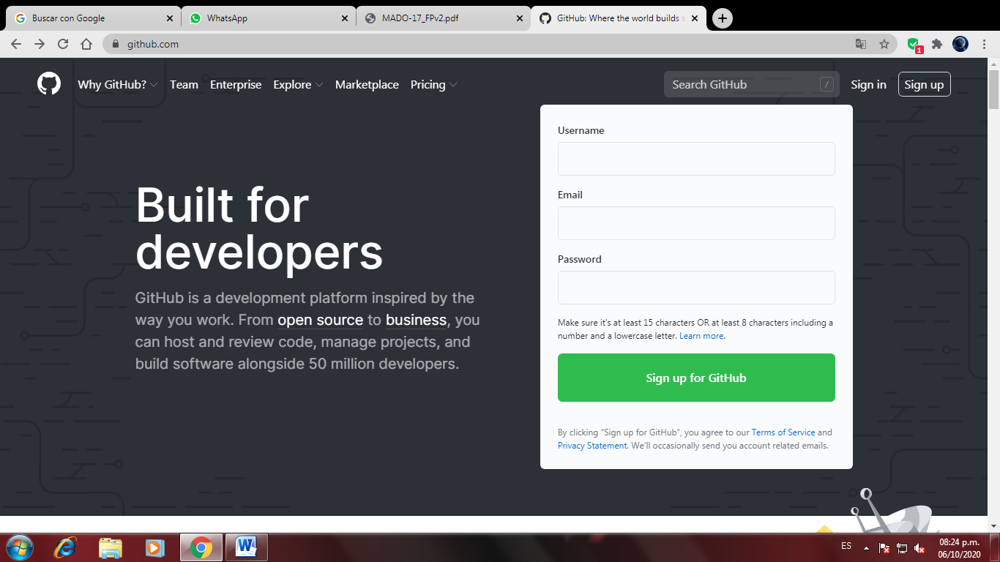 Buscar con Google
WhatsApp
MADO-17_FPv2.pdf
GitHub: Where the world builds s
github.com
1
Why GitHub?
Team
Enterprise
Explore
Marketplace
Pricing
Search GitHub
/
Sign in
Sign up
Built for
developers
GitHub is a development platform inspired by the
way you work. From open source to business, you
can host and review code, manage projects, and
build software alongside 50 million developers.
Username
Email
Password
Make sure it's at least 15 characters OR at least 8 characters including a
number and a lowercase letter. Learn more.
Sign up for GitHub
By clicking “Sign up for GitHub”, you agree to our Terms of Service and
Privacy Statement. We’ll occasionally send you account related emails.
ES
08:24 p.m.
06/10/2020